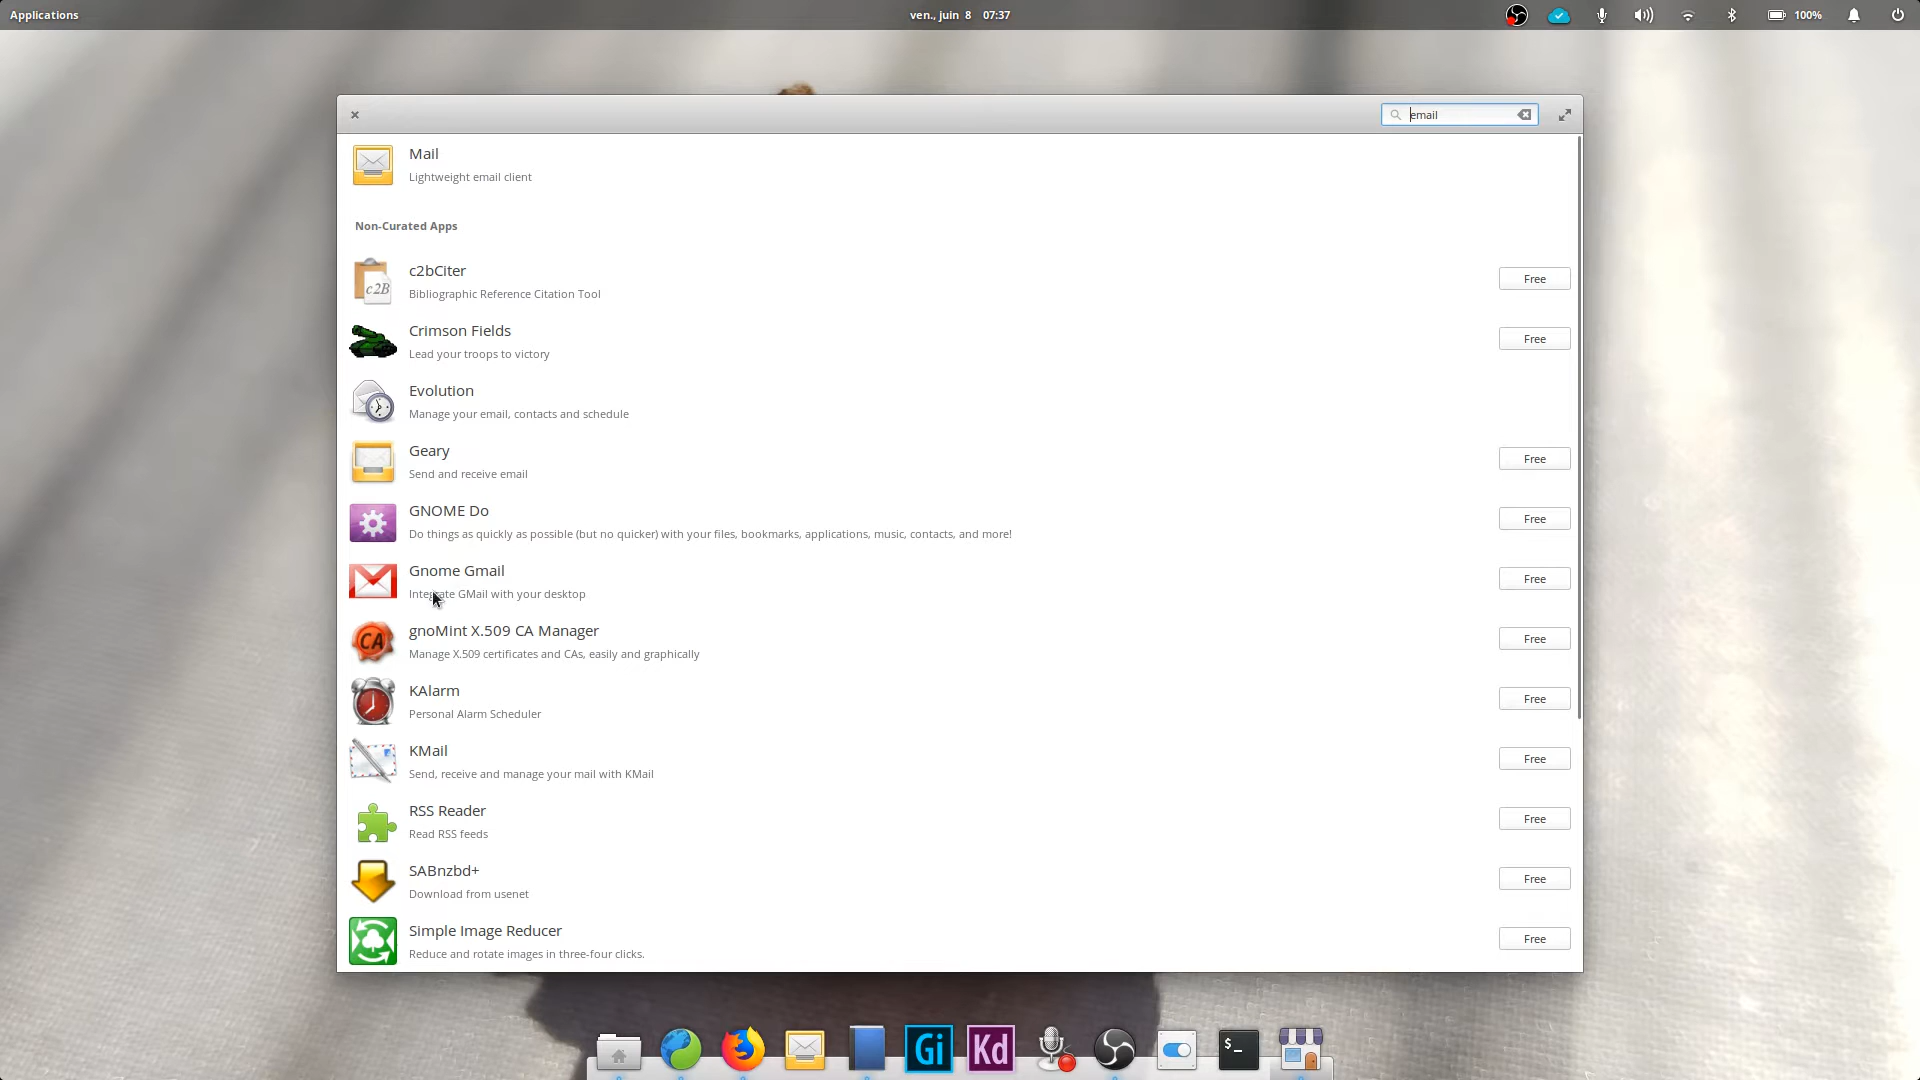 Applications
ven., juin 8 07:37
100%
email
Mail
Lightweight email client
Non-Curated Apps
c2B
c2bCiter
Bibliographic Reference Citation Tool
Free
Crimson Fields
Lead your troops to victory
Free
Evolution
Manage your email, contacts and schedule
Geary
Send and receive email
Free
GNOME Do
Do things as quickly as possible (but no quicker) with your files, bookmarks, applications, music, contacts, and more!
Free
Gnome Gmail
Integrate GMail with your desktop
Free
CA
gnoMint X.509 CA Manager
Manage X.509 certificates and CAs, easily and graphically
Free
KAlarm
Personal Alarm Scheduler
Free
KMail
Send, receive and manage your mail with KMail
Free
RSS Reader
Read RSS feeds
Free
SABnzbd+
Download from usenet
Free
Simple Image Reducer
Reduce and rotate images in three-four clicks.
Free
Gi
Kd
$_